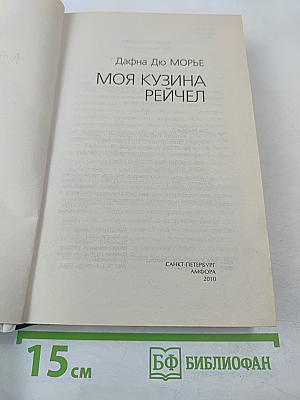 Дафна Дю МОРЬЕ
МОЯ КУЗИНА
РЕЙЧЕЛ
САНКТ-ПЕТЕРБУРГ
АМФОРА
2010
15 см
БФ БИБЛИОФАН